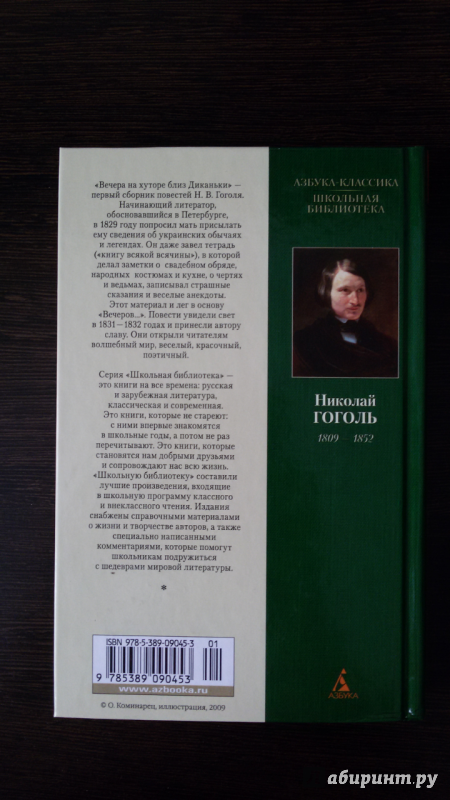 «Вечера на хуторе близ Диканьки» —
первый сборник повестей Н. В. Гоголя.
Начинающий литератор,
обосновавшийся в Петербурге,
в 1829 году попросил мать присылать
ему сведения об украинских обычаях
и легендах. Он даже завел тетрадь
(«книгу всякой всячины»), в которой
делал заметки о свадебном обряде,
народных костюмах и кухне, о чертях
и ведьмах, записывал страшные
сказания и веселые анекдоты.
Этот материал и лег в основу
«Вечеров...». Повести увидели свет
в 1831—1832 годах и принесли автору
славу. Они открыли читателям
волшебный мир, веселый, красочный,
поэтичный.
Серия «Школьная библиотека» —
это книги на все времена: русская
и зарубежная литература,
классическая и современная.
Это книги, которые не стареют:
с ними впервые знакомятся
в школьные годы, а потом не раз
перечитывают. Это книги, которые
становятся нам добрыми друзьями
и сопровождают нас всю жизнь.
«Школьную библиотеку» составили
лучшие произведения, входящие
в школьную программу классного
и внеклассного чтения. Издания
снабжены справочными материалами
о жизни и творчестве авторов, а также
специально написанными
комментариями, которые помогут
школьникам подружиться
с шедеврами мировой литературы.
*
ISBN 978-5-389-09045-3
01
9 785389 090453
www.azbooka.ru
© О. Коминарец, иллюстрация, 2009
АЗБУКА-КЛАССИКА
ШКОЛЬНАЯ
БИБЛИОТЕКА
Николай
ГОГОЛЬ
1809 — 1852
АЗБУКА
абиринт.ру